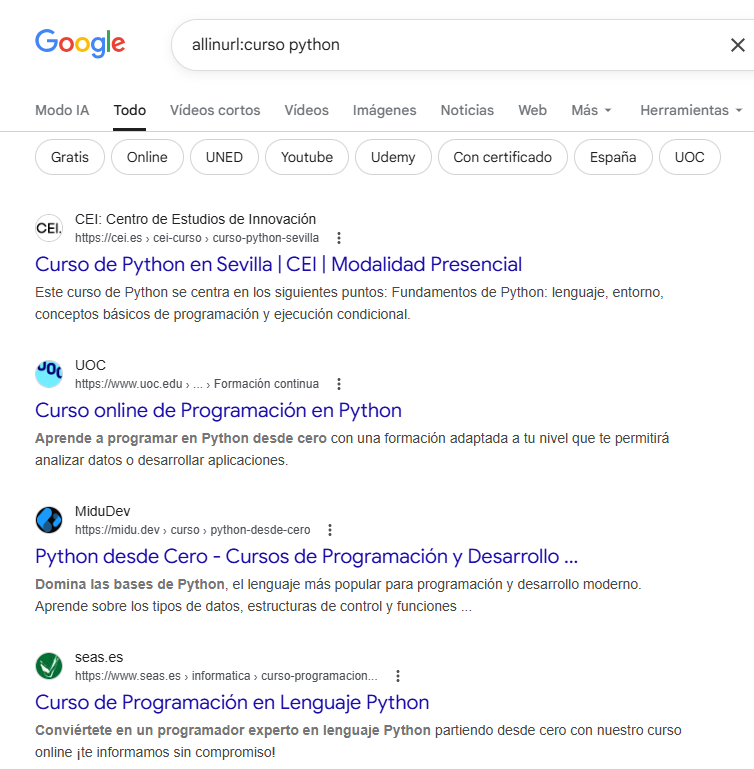 Google
allinurl:curso python
Modo IA Todo Vídeos cortos Vídeos Imágenes Noticias Web Más Herramientas
Gratis Online UNED Youtube Udemy Con certificado España UOC
CEI.
CEI: Centro de Estudios de Innovación
https://cei.es › cei-curso › curso-python-sevilla
Curso de Python en Sevilla | CEI | Modalidad Presencial
Este curso de Python se centra en los siguientes puntos: Fundamentos de Python: lenguaje, entorno,
conceptos básicos de programación y ejecución condicional.
UOC
UOC
https://www.uoc.edu › ... › Formación continua
Curso online de Programación en Python
Aprende a programar en Python desde cero con una formación adaptada a tu nivel que te permitirá
analizar datos o desarrollar aplicaciones.
MiduDev
https://midu.dev › curso › python-desde-cero
Python desde Cero - Cursos de Programación y Desarrollo ...
Domina las bases de Python, el lenguaje más popular para programación y desarrollo moderno.
Aprende sobre los tipos de datos, estructuras de control y funciones ...
seas.es
https://www.seas.es › informatica › curso-programacion...
Curso de Programación en Lenguaje Python
Conviértete en un programador experto en lenguaje Python partiendo desde cero con nuestro curso
online ¡te informamos sin compromiso!